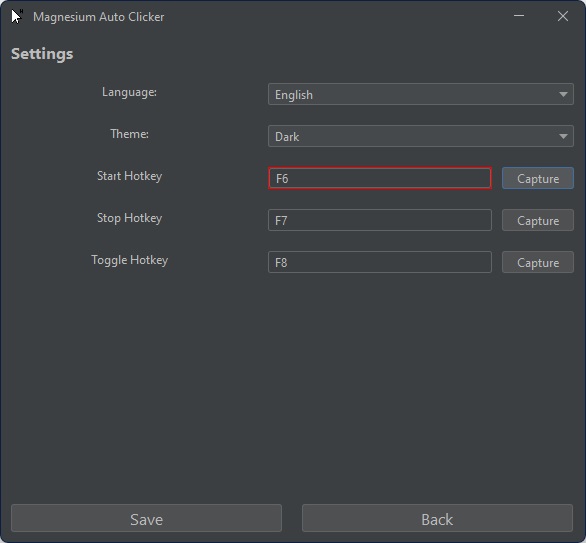 Magnesium Auto Clicker
Settings
Language: English
Theme: Dark
Start Hotkey F6 Capture
Stop Hotkey F7 Capture
Toggle Hotkey F8 Capture
Save Back